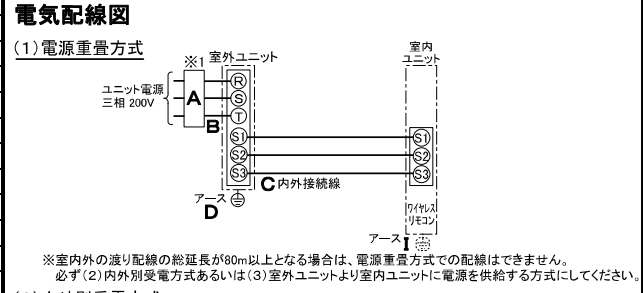 電気配線図
(1)電源重畳方式
※1 室外ユニット
室内
ユニット
ユニット電源
三相 200V
A
R
S
T
B
S1 S1
S2 S2
S3 S3
C 内外接続線
アース
D
ワイヤレス
リモコン
アース I
※室内外の渡り配線の総延長が80m以上となる場合は、電源重畳方式での配線はできません。
必ず(2)内外別受電方式あるいは(3)室外ユニットより室内ユニットに電源を供給する方式にしてください。